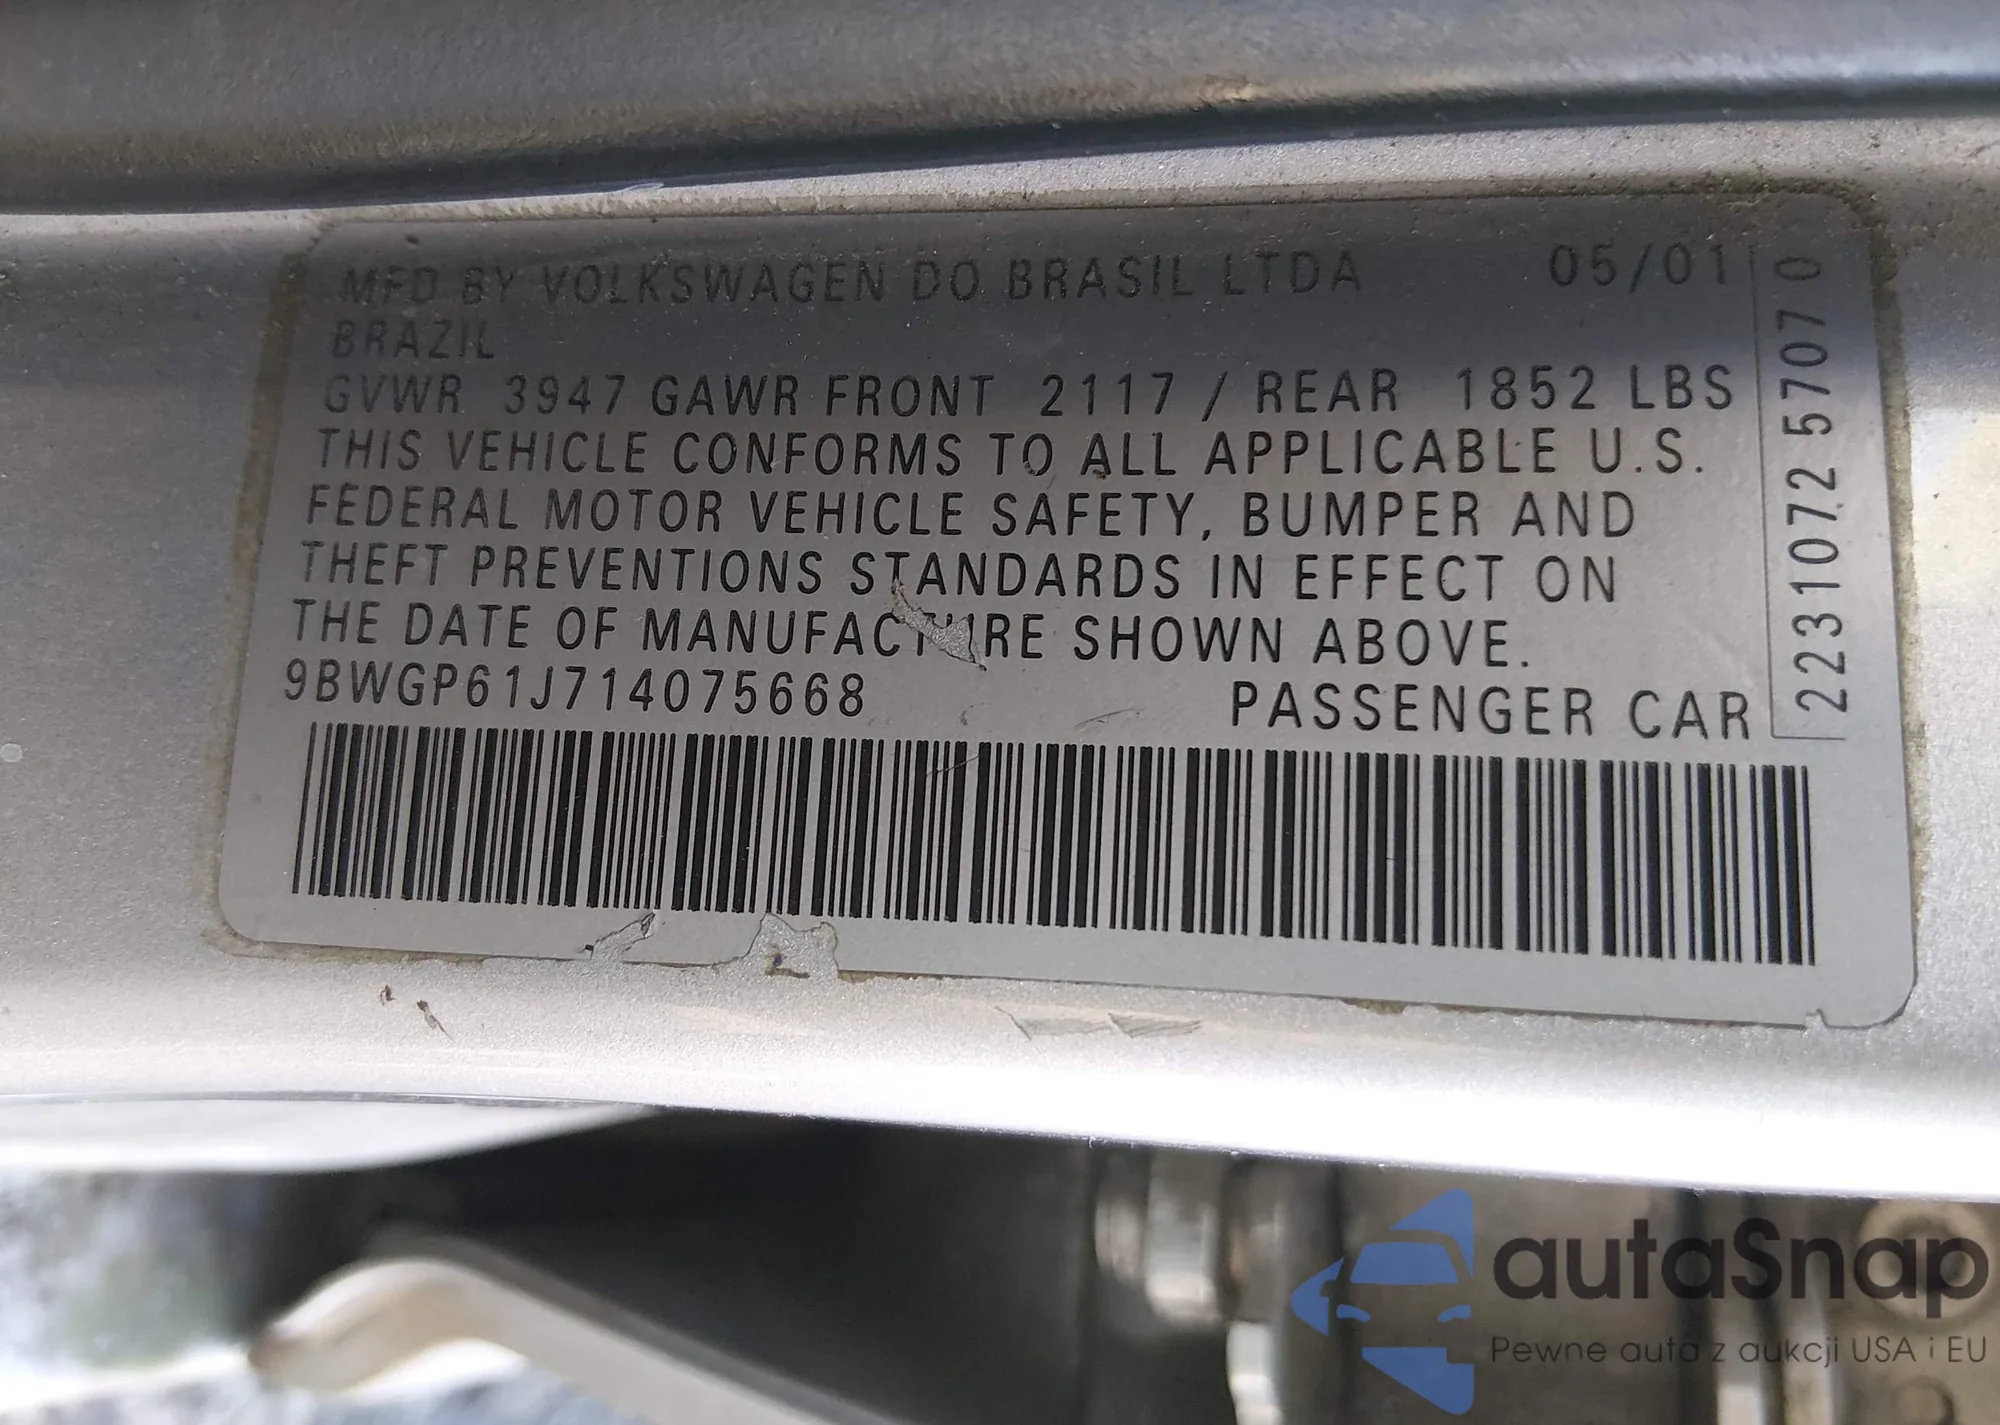 MFD BY VOLKSWAGEN DO BRASIL LTDA 05/01
BRAZIL
GVWR 3947 GAWR FRONT 2117 / REAR 1852 LBS
THIS VEHICLE CONFORMS TO ALL APPLICABLE U.S.
FEDERAL MOTOR VEHICLE SAFETY, BUMPER AND
THEFT PREVENTIONS STANDARDS IN EFFECT ON
THE DATE OF MANUFACTURE SHOWN ABOVE.
9BWGP61J714075668 PASSENGER CAR
2231072 5707 0
autaSnap
Pewne auta z aukcji USA i EU